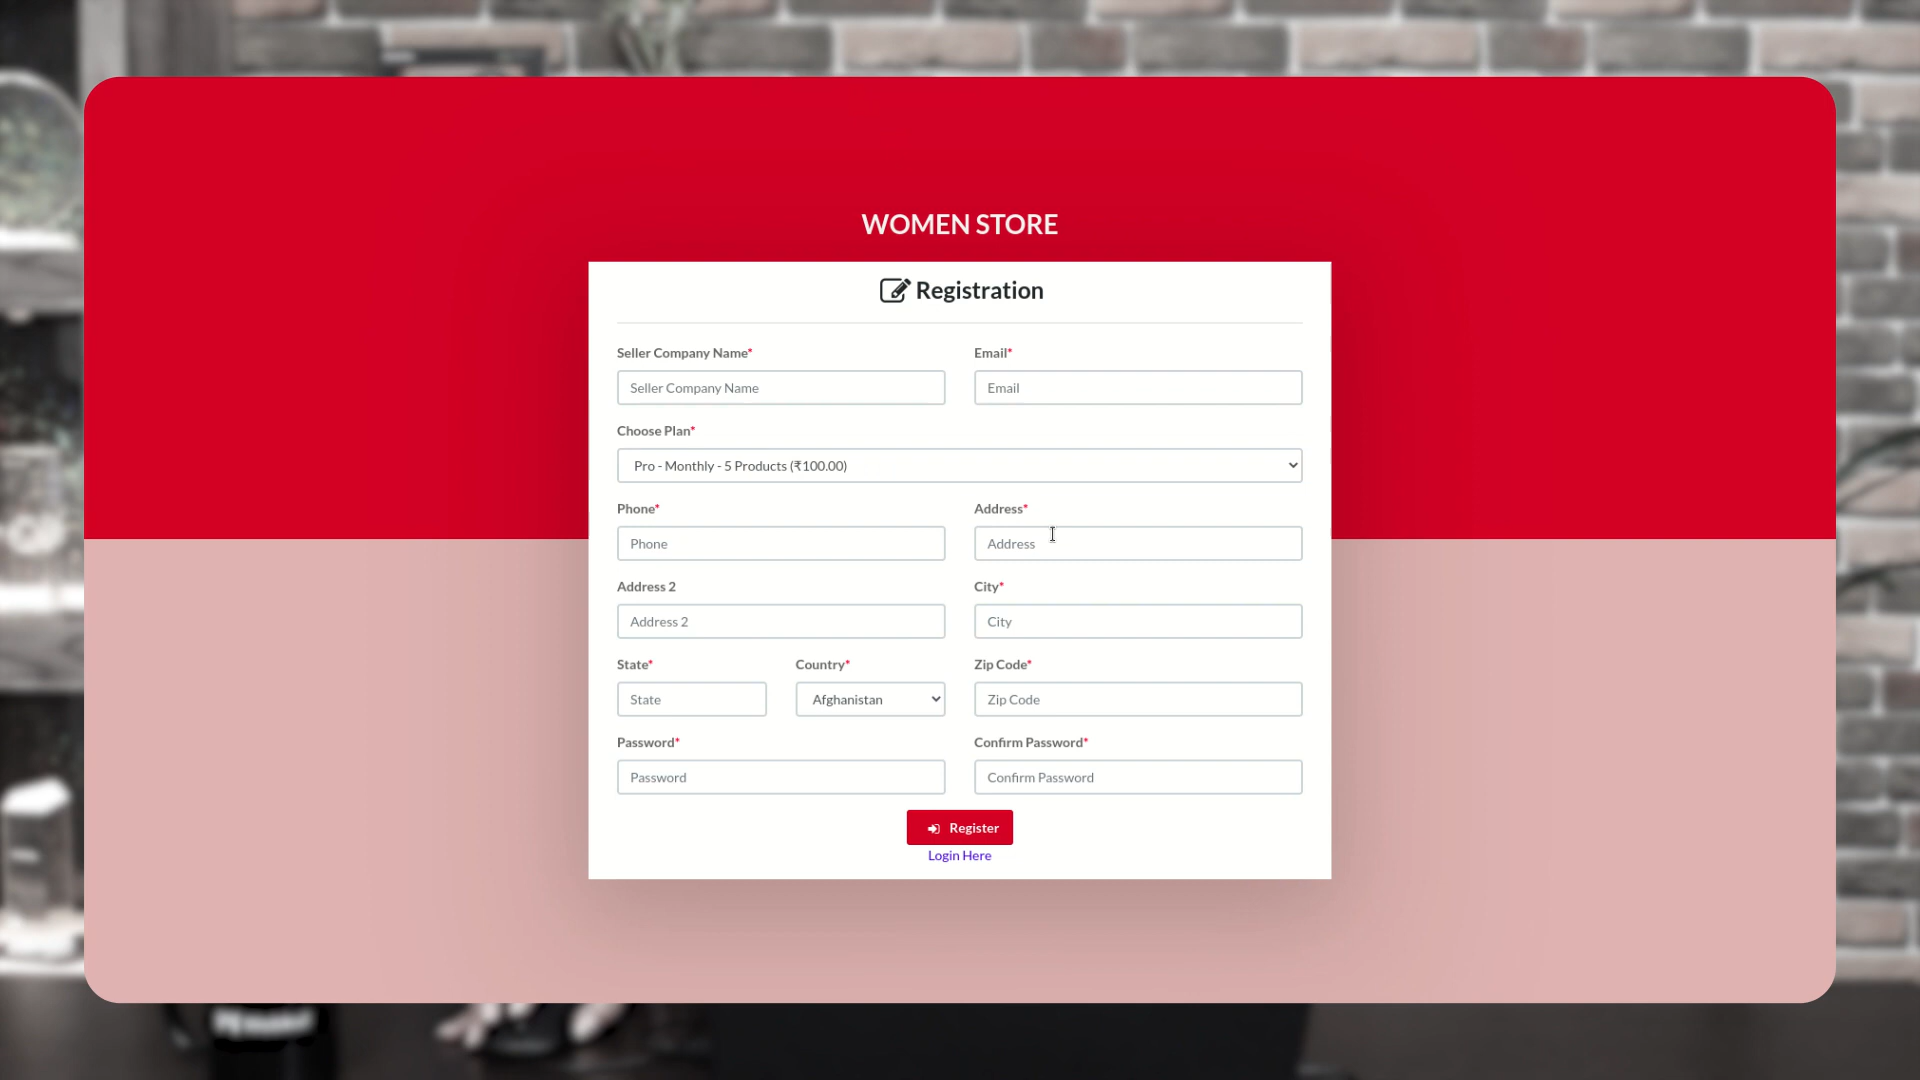 WOMEN STORE
Registration
Seller Company Name* Email*
Seller Company Name Email
Choose Plan*
Pro - Monthly - 5 Products (₹100.00)
Phone* Address*
Phone Address
Address 2 City*
Address 2 City
State* Country* Zip Code*
State Afghanistan Zip Code
Password* Confirm Password*
Password Confirm Password
Register
Login Here